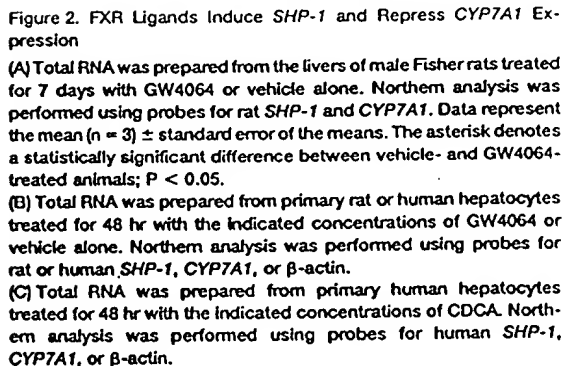 Figure 2. FXR Ligands Induce SHP-1 and Repress CYP7A1 Ex-
pression
(A) Total RNA was prepared from the livers of male Fisher rats treated
for 7 days with GW4064 or vehicle alone. Northern analysis was
performed using probes for rat SHP-1 and CYP7A1. Data represent
the mean (n = 3) ± standard error of the means. The asterisk denotes
a statistically significant difference between vehicle- and GW4064-
treated animals; P < 0.05.
(B) Total RNA was prepared from primary rat or human hepatocytes
treated for 48 hr with the indicated concentrations of GW4064 or
vehicle alone. Northern analysis was performed using probes for
rat or human SHP-1, CYP7A1, or β-actin.
(C) Total RNA was prepared from primary human hepatocytes
treated for 48 hr with the indicated concentrations of CDCA. North-
ern analysis was performed using probes for human SHP-1,
CYP7A1, or β-actin.